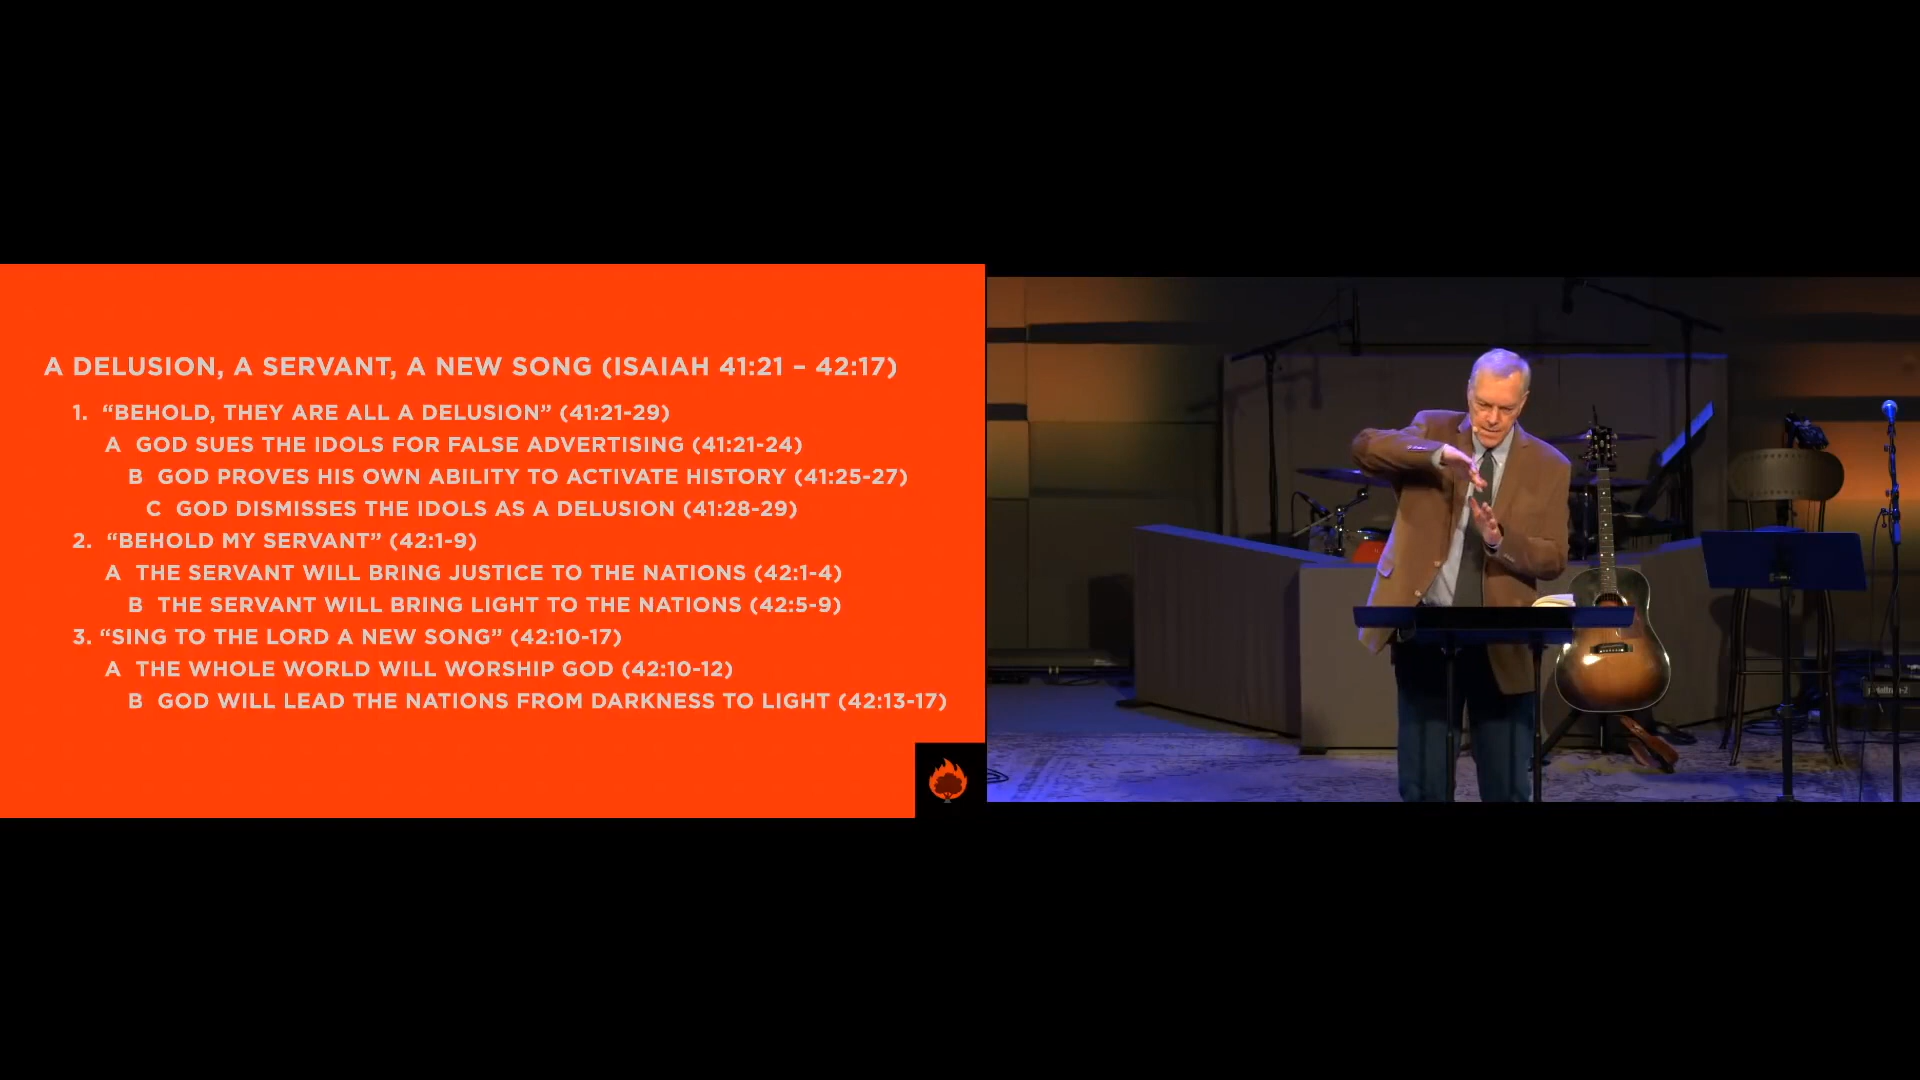 A DELUSION, A SERVANT, A NEW SONG (ISAIAH 41:21 – 42:17)
1. “BEHOLD, THEY ARE ALL A DELUSION” (41:21-29)
A GOD SUES THE IDOLS FOR FALSE ADVERTISING (41:21-24)
B GOD PROVES HIS OWN ABILITY TO ACTIVATE HISTORY (41:25-27)
C GOD DISMISSES THE IDOLS AS A DELUSION (41:28-29)
2. “BEHOLD MY SERVANT” (42:1-9)
A THE SERVANT WILL BRING JUSTICE TO THE NATIONS (42:1-4)
B THE SERVANT WILL BRING LIGHT TO THE NATIONS (42:5-9)
3. “SING TO THE LORD A NEW SONG” (42:10-17)
A THE WHOLE WORLD WILL WORSHIP GOD (42:10-12)
B GOD WILL LEAD THE NATIONS FROM DARKNESS TO LIGHT (42:13-17)